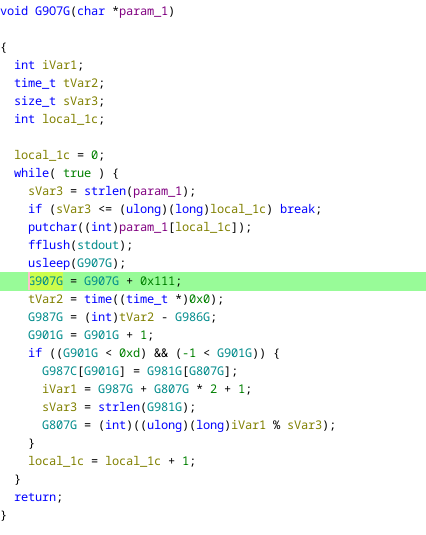 void G9O7G(char *param_1)
{
int iVar1;
time_t tVar2;
size_t sVar3;
int local_1c;
local_1c = 0;
while( true ) {
sVar3 = strlen(param_1);
if (sVar3 <= (ulong)(long)local_1c) break;
putchar((int)param_1[local_1c]);
fflush(stdout);
usleep(G907G);
G907G = G907G + 0x111;
tVar2 = time((time_t *)0x0);
G987G = (int)tVar2 - G986G;
G901G = G901G + 1;
if ((G901G < 0xd) && (-1 < G901G)) {
G987C[G901G] = G981G[G807G];
iVar1 = G987G + G807G * 2 + 1;
sVar3 = strlen(G981G);
G807G = (int)((ulong)(long)iVar1 % sVar3);
}
local_1c = local_1c + 1;
}
return;
}